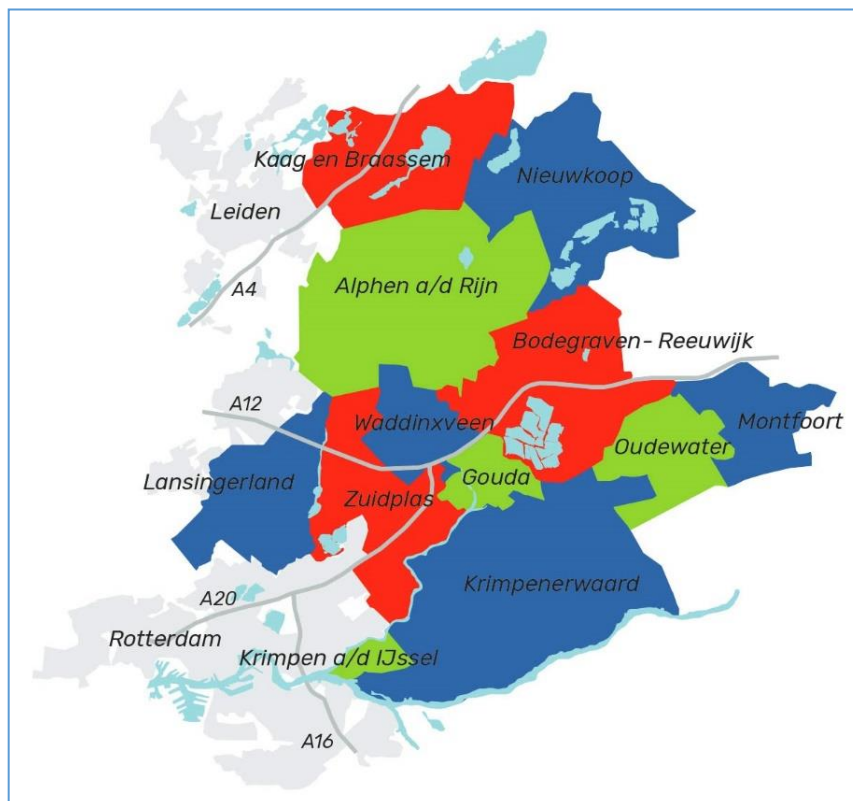 Kaag en Braassem
Nieuwkoop
Leiden
Alphen a/d Rijn
A4
Bodegraven- Reeuwijk
A12
Waddinxveen
Montfoort
Oudewater
Lansingerland
Gouda
Zuidplas
Krimpenerwaard
A20
Rotterdam
Krimpen a/d IJssel
A16